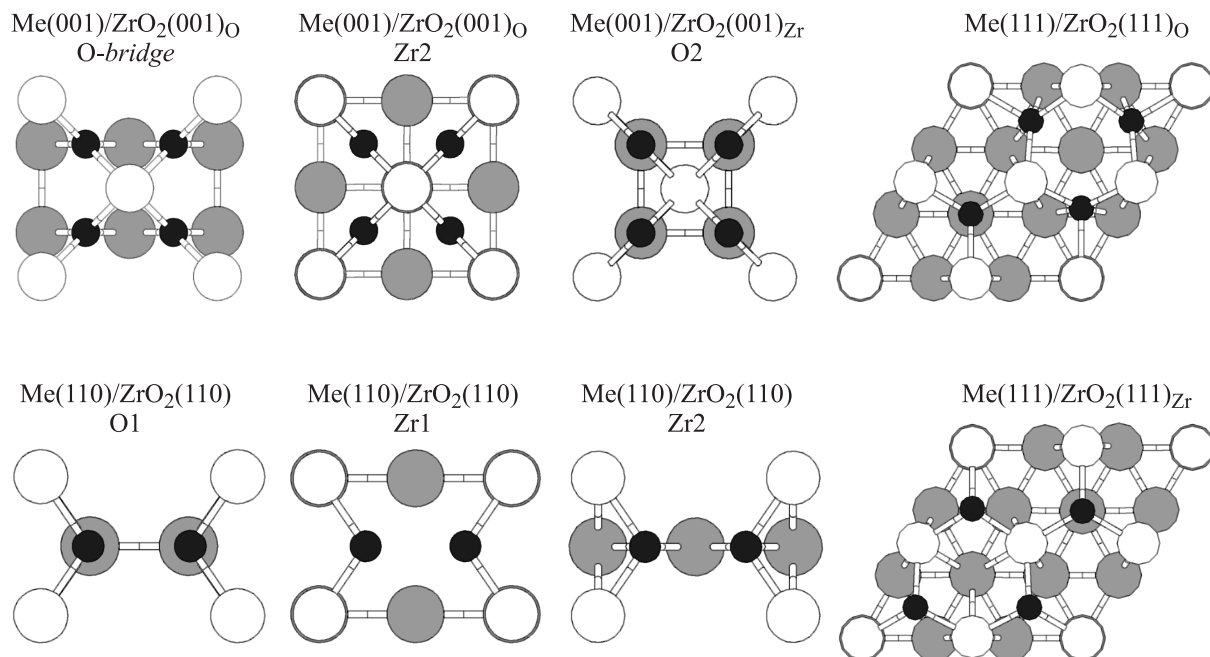 Me(001)/ZrO₂(001)O
O-bridge
Me(001)/ZrO₂(001)O
Zr2
Me(001)/ZrO₂(001)Zr
O2
Me(111)/ZrO₂(111)O
Me(110)/ZrO₂(110)
O1
Me(110)/ZrO₂(110)
Zr1
Me(110)/ZrO₂(110)
Zr2
Me(111)/ZrO₂(111)Zr